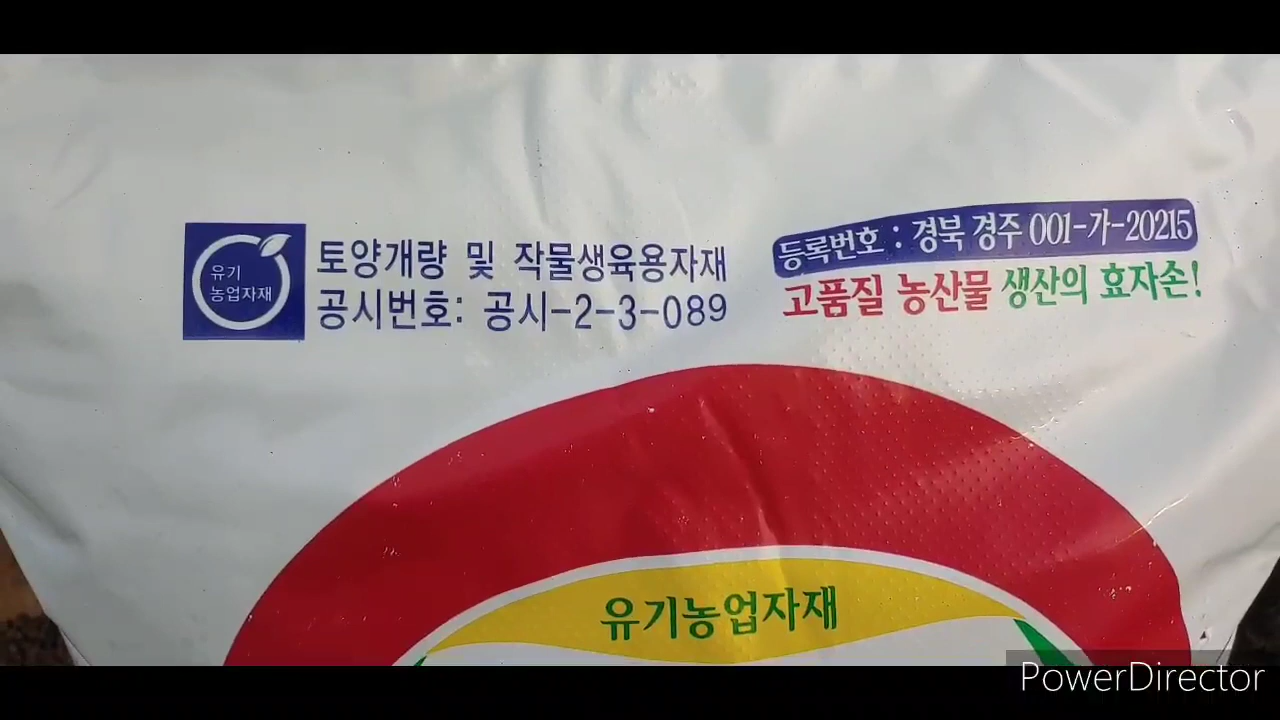 유기
농업자재
토양개량 및 작물생육용자재
공시번호: 공시-2-3-089
등록번호 : 경북 경주 001-가-20215
고품질 농산물 생산의 효자손!
유기농업자재
PowerDirector